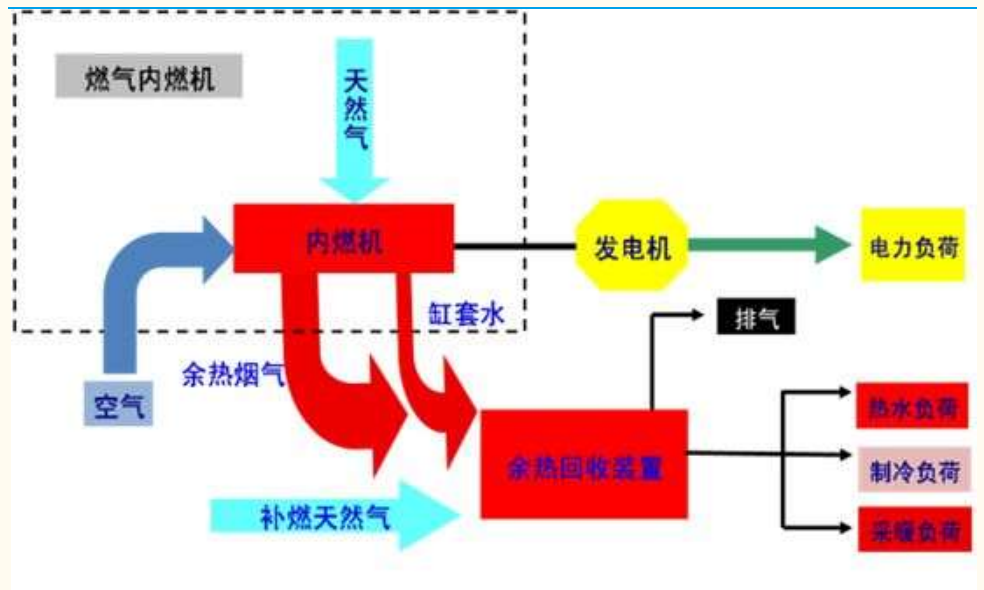 燃气内燃机
天然气
内燃机
发电机
电力负荷
缸套水
排气
余热烟气
空气
热水负荷
余热回收装置
制冷负荷
补燃天然气
采暖负荷